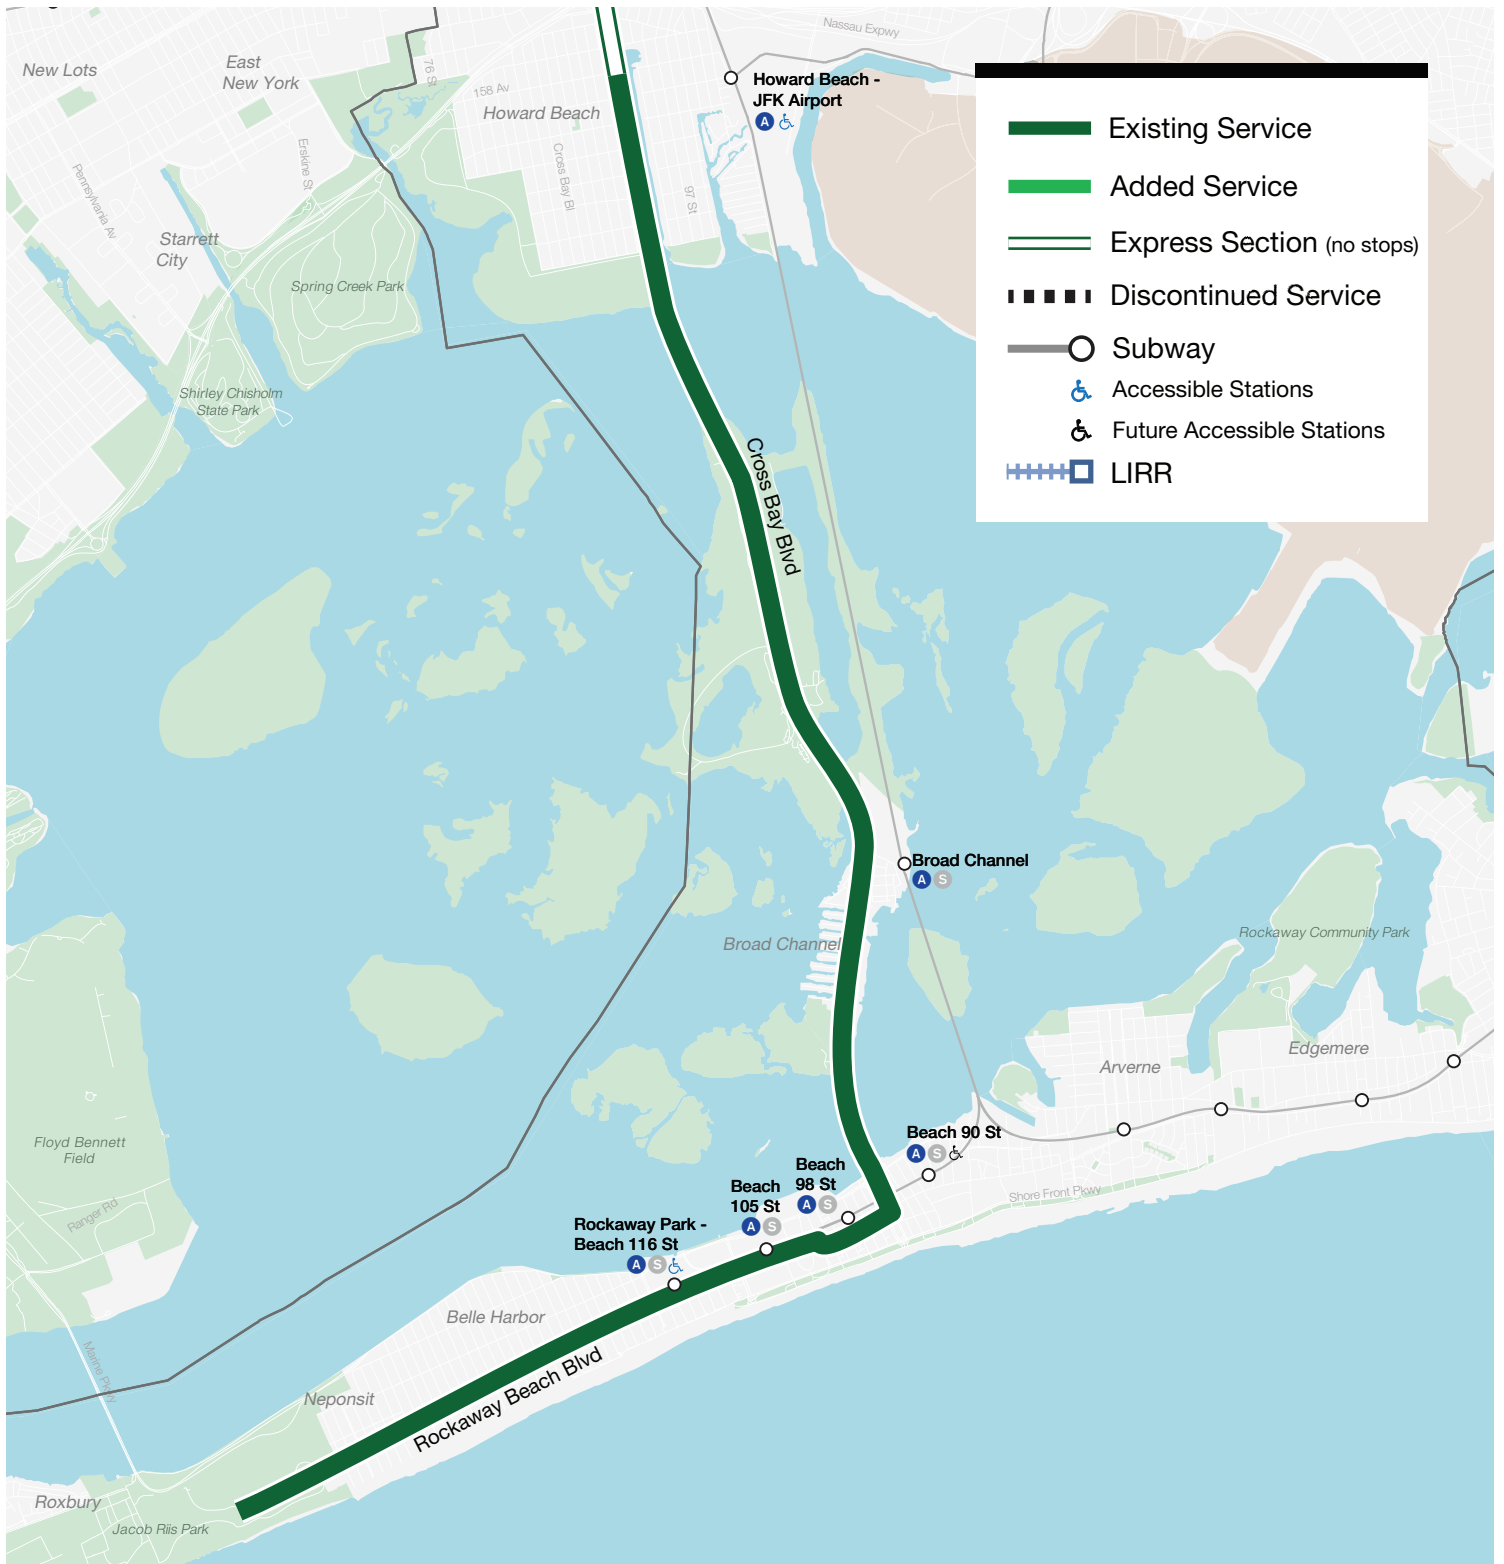 Nassau Expwy
East
New York
New Lots
76 St
158 Av
Howard Beach
Howard Beach -
JFK Airport
A
Existing Service
Added Service
Express Section (no stops)
Discontinued Service
Subway
Accessible Stations
Future Accessible Stations
LIRR
Erskine St
Cross Bay Bl
97 St
Pennsylvania Av
Starrett
City
Spring Creek Park
Shirley Chisholm
State Park
Cross Bay Blvd
Broad Channel
A S
Broad Channel
Rockaway Community Park
Edgemere
Arverne
Floyd Bennett
Field
Ranger Rd
Beach 90 St
A S
Beach
98 St
A S
Beach
105 St
A S
Rockaway Park -
Beach 116 St
A S
Shore Front Pkwy
Belle Harbor
Marine Pkwy
Rockaway Beach Blvd
Neponsit
Roxbury
Jacob Riis Park